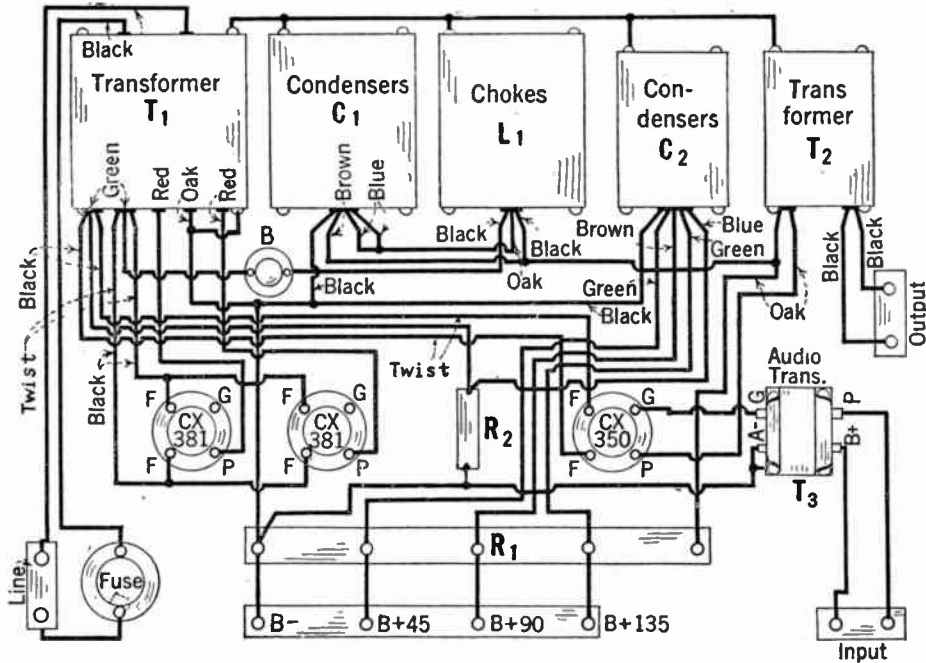 Black
Transformer
T1
Condensers
C1
Chokes
L1
Con-
densers
C2
Trans
former
T2
Green
Red
Oak
Red
Brown
Blue
B
Black
Black
Oak
Black
Brown
Blue
Green
Green
Black
Black
Black
Oak
Output
Black
Twist
Black
Twist
F
G
CX
381
F
P
F
G
CX
381
F
P
R2
F
G
CX
350
F
P
Audio
Trans.
G
P
A-
B+
T3
R1
Line
Fuse
B-
B+45
B+90
B+135
Input